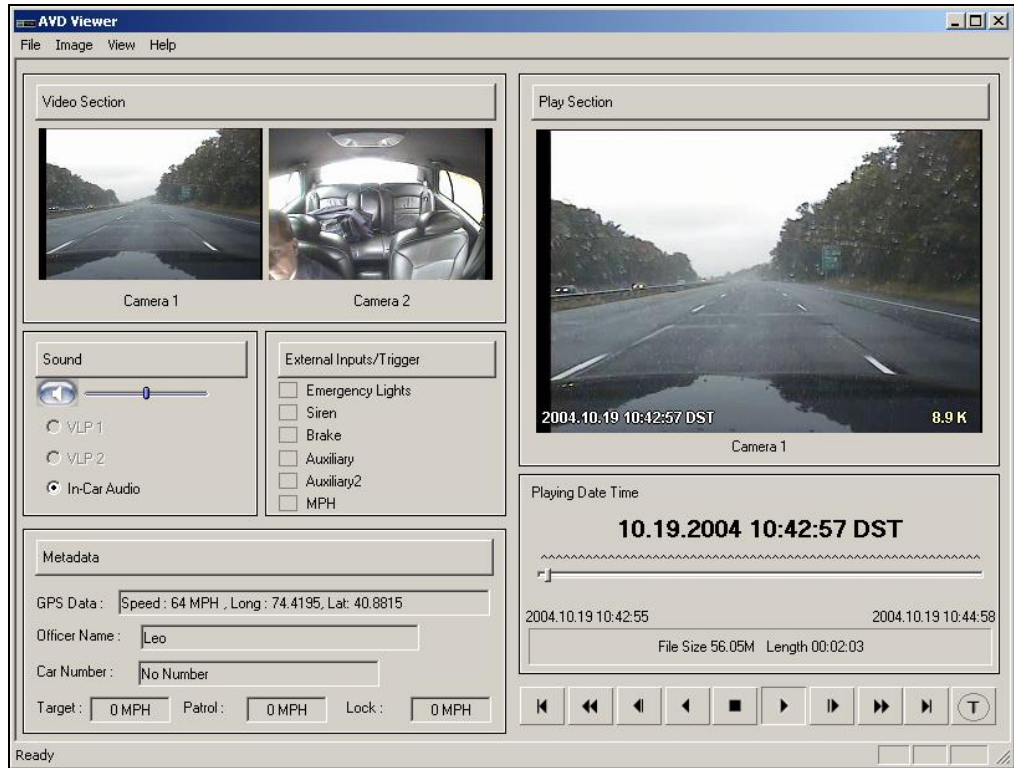 AVD Viewer
File Image View Help
Video Section
Camera 1
Camera 2
Sound
VLP 1
VLP 2
In-Car Audio
External Inputs/Trigger
Emergency Lights
Siren
Brake
Auxiliary
Auxiliary2
MPH
Metadata
GPS Data : Speed : 64 MPH , Long : 74.4195, Lat: 40.8815
Officer Name : Leo
Car Number : No Number
Target : 0 MPH Patrol : 0 MPH Lock : 0 MPH
Play Section
2004.10.19 10:42:57 DST 8.9 K
Camera 1
Playing Date Time
10.19.2004 10:42:57 DST
2004.10.19 10:42:55 2004.10.19 10:44:58
File Size 56.05M Length 00:02:03
T
Ready